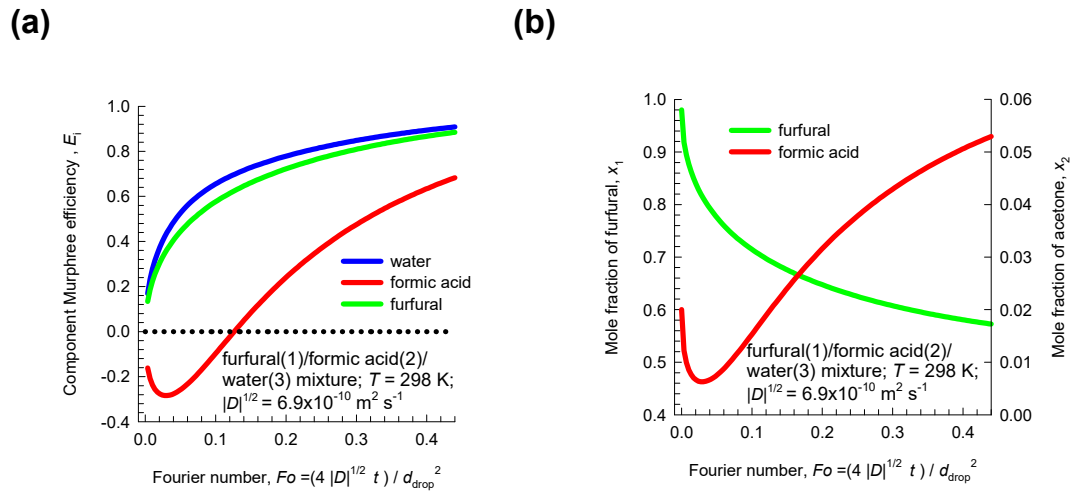 (a)
Component Murphree efficiency , E_i
1.0
0.8
0.6
0.4
0.2
0.0
-0.2
-0.4
water
formic acid
furfural
furfural(1)/formic acid(2)/
water(3) mixture; T = 298 K;
|D|^1/2 = 6.9x10^-10 m^2 s^-1
0.0 0.1 0.2 0.3 0.4
Fourier number, Fo =(4 |D|^1/2 t ) / d_drop^2
(b)
Mole fraction of furfural, x_1
1.0
0.9
0.8
0.7
0.6
0.5
0.4
furfural
formic acid
furfural(1)/formic acid(2)/
water(3) mixture; T = 298 K;
|D|^1/2 = 6.9x10^-10 m^2 s^-1
0.06
0.05
0.04
0.03
0.02
0.01
0.00
Mole fraction of acetone, x_2
0.0 0.1 0.2 0.3 0.4
Fourier number, Fo =(4 |D|^1/2 t ) / d_drop^2